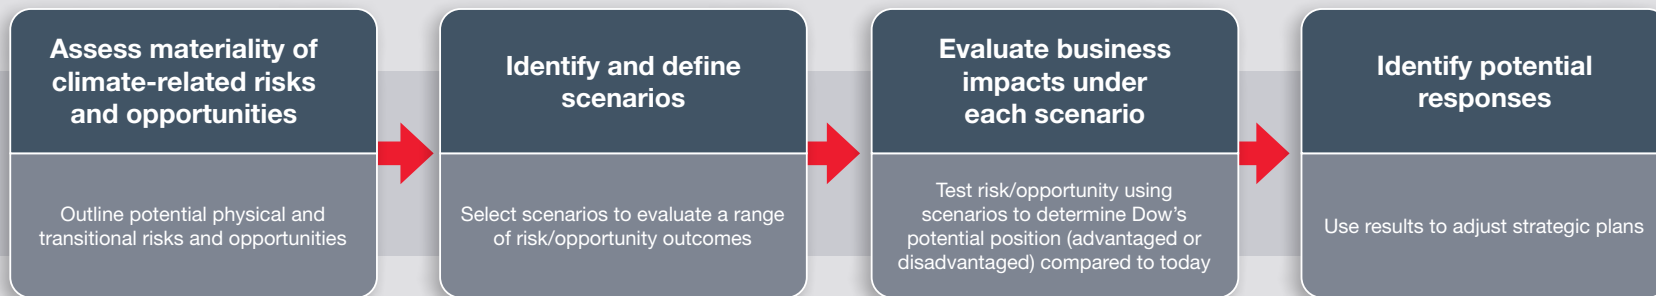 Assess materiality of
climate-related risks
and opportunities
Outline potential physical and
transitional risks and opportunities
Identify and define
scenarios
Select scenarios to evaluate a range
of risk/opportunity outcomes
Evaluate business
impacts under
each scenario
Test risk/opportunity using
scenarios to determine Dow’s
potential position (advantaged or
disadvantaged) compared to today
Identify potential
responses
Use results to adjust strategic plans